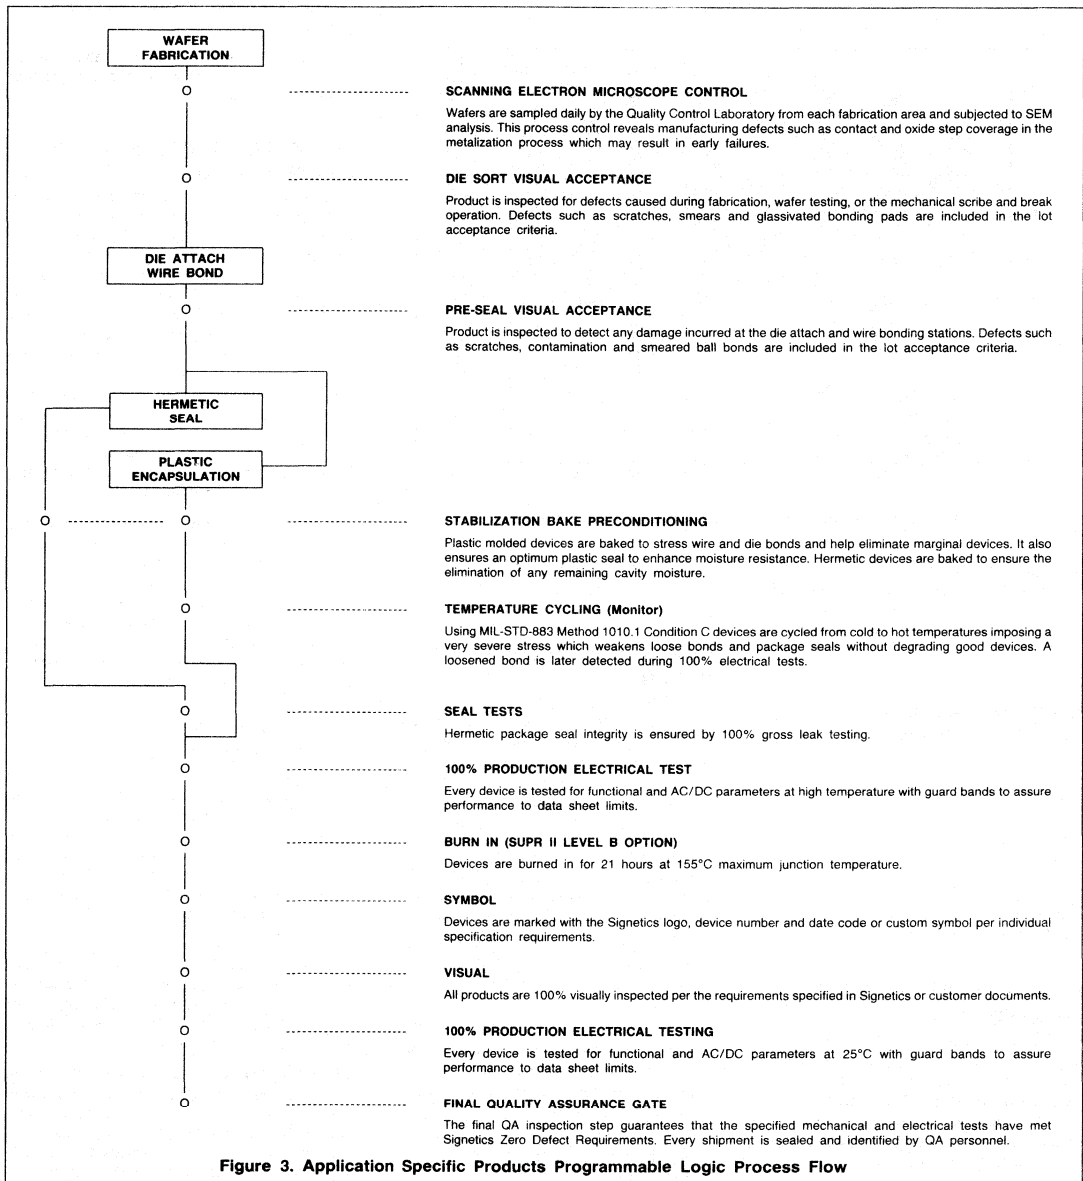 WAFER
FABRICATION
SCANNING ELECTRON MICROSCOPE CONTROL
Wafers are sampled daily by the Quality Control Laboratory from each fabrication area and subjected to SEM
analysis. This process control reveals manufacturing defects such as contact and oxide step coverage in the
metalization process which may result in early failures.
DIE SORT VISUAL ACCEPTANCE
Product is inspected for defects caused during fabrication, wafer testing, or the mechanical scribe and break
operation. Defects such as scratches, smears and glassivated bonding pads are included in the lot
acceptance criteria.
DIE ATTACH
WIRE BOND
PRE-SEAL VISUAL ACCEPTANCE
Product is inspected to detect any damage incurred at the die attach and wire bonding stations. Defects such
as scratches, contamination and smeared ball bonds are included in the lot acceptance criteria.
HERMETIC
SEAL
PLASTIC
ENCAPSULATION
STABILIZATION BAKE PRECONDITIONING
Plastic molded devices are baked to stress wire and die bonds and help eliminate marginal devices. It also
ensures an optimum plastic seal to enhance moisture resistance. Hermetic devices are baked to ensure the
elimination of any remaining cavity moisture.
TEMPERATURE CYCLING (Monitor)
Using MIL-STD-883 Method 1010.1 Condition C devices are cycled from cold to hot temperatures imposing a
very severe stress which weakens loose bonds and package seals without degrading good devices. A
loosened bond is later detected during 100% electrical tests.
SEAL TESTS
Hermetic package seal integrity is ensured by 100% gross leak testing.
100% PRODUCTION ELECTRICAL TEST
Every device is tested for functional and AC/DC parameters at high temperature with guard bands to assure
performance to data sheet limits.
BURN IN (SUPR II LEVEL B OPTION)
Devices are burned in for 21 hours at 155°C maximum junction temperature.
SYMBOL
Devices are marked with the Signetics logo, device number and date code or custom symbol per individual
specification requirements.
VISUAL
All products are 100% visually inspected per the requirements specified in Signetics or customer documents.
100% PRODUCTION ELECTRICAL TESTING
Every device is tested for functional and AC/DC parameters at 25°C with guard bands to assure
performance to data sheet limits.
FINAL QUALITY ASSURANCE GATE
The final QA inspection step guarantees that the specified mechanical and electrical tests have met
Signetics Zero Defect Requirements. Every shipment is sealed and identified by QA personnel.
Figure 3. Application Specific Products Programmable Logic Process Flow